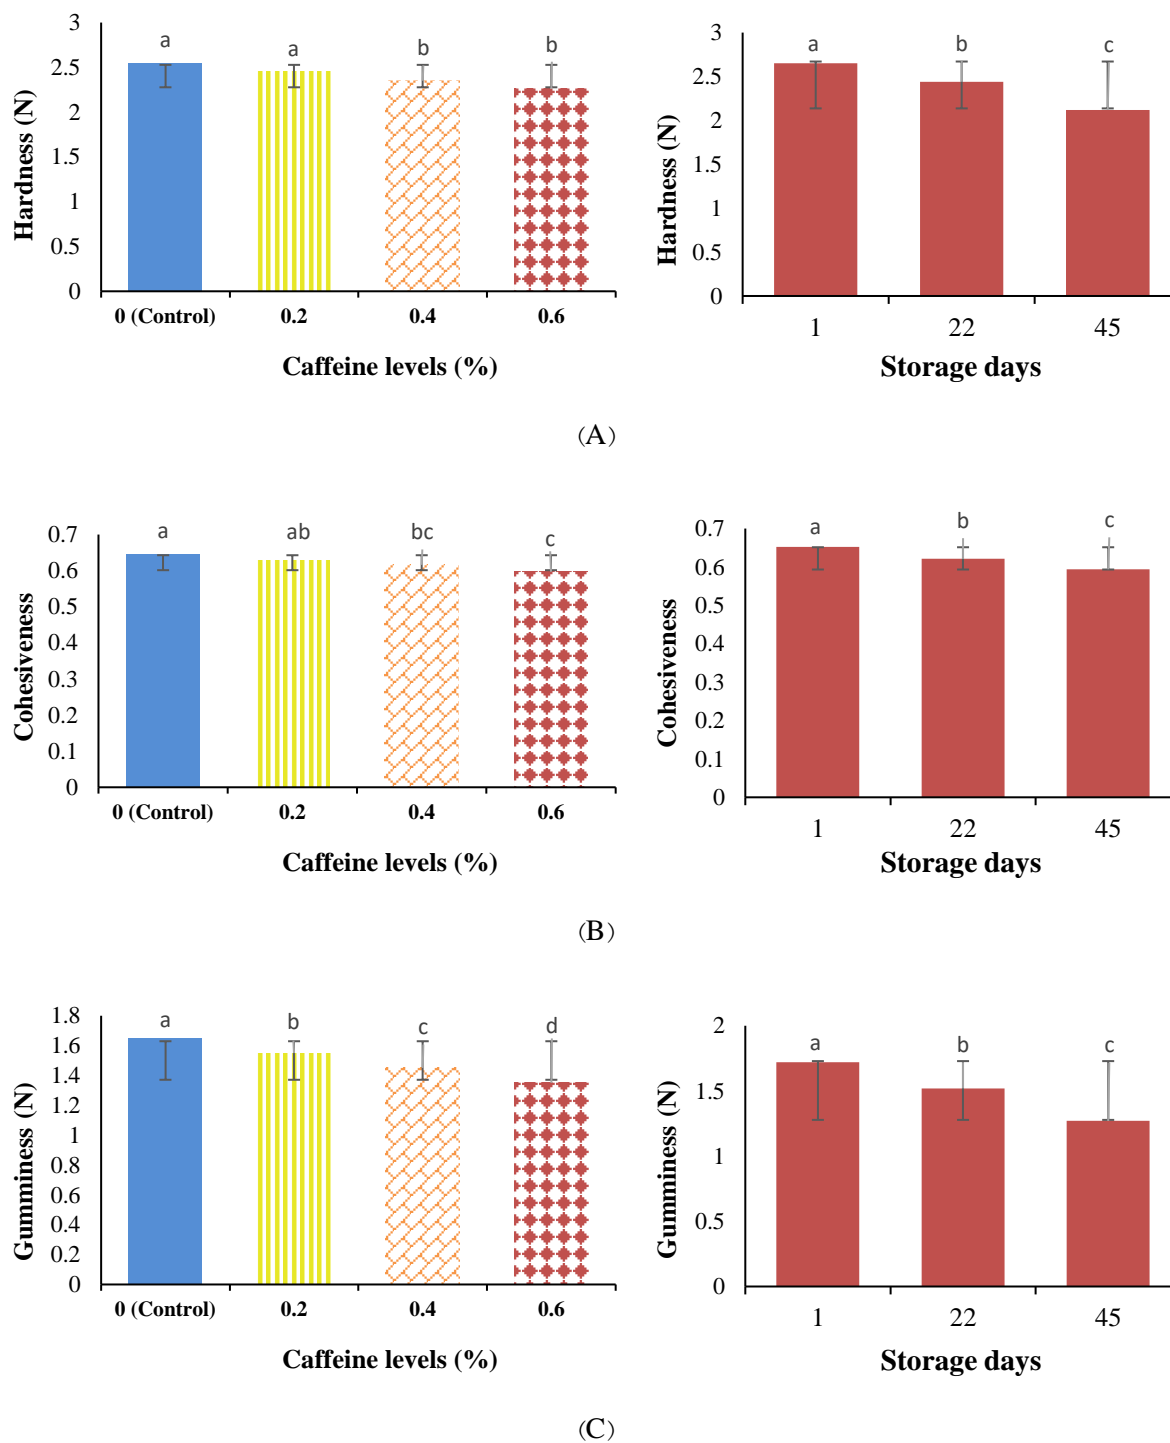 3
2.5
2
1.5
1
0.5
0
Hardness (N)
a
a
b
b
0 (Control)
0.2
0.4
0.6
Caffeine levels (%)
3
2.5
2
1.5
1
0.5
0
Hardness (N)
a
b
c
1
22
45
Storage days
(A)
0.7
0.6
0.5
0.4
0.3
0.2
0.1
0
Cohesiveness
a
ab
bc
c
0 (Control)
0.2
0.4
0.6
Caffeine levels (%)
0.7
0.6
0.5
0.4
0.3
0.2
0.1
0
Cohesiveness
a
b
c
1
22
45
Storage days
(B)
1.8
1.6
1.4
1.2
1
0.8
0.6
0.4
0.2
0
Gumminess (N)
a
b
c
d
0 (Control)
0.2
0.4
0.6
Caffeine levels (%)
2
1.5
1
0.5
0
Gumminess (N)
a
b
c
1
22
45
Storage days
(C)